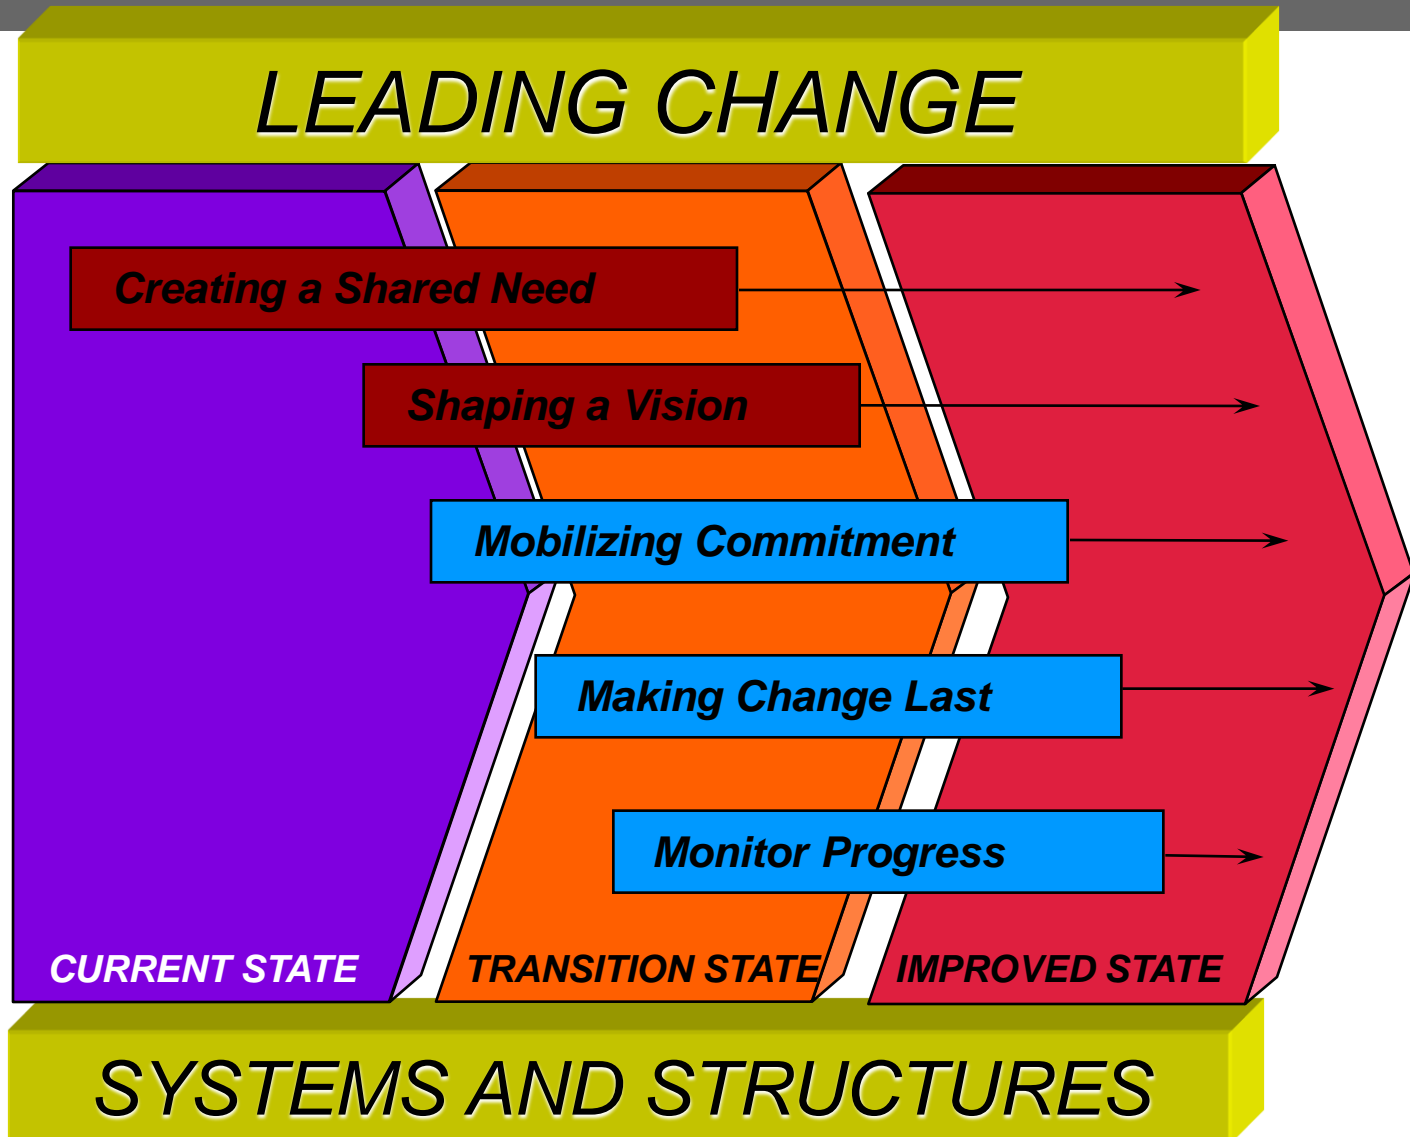 LEADING CHANGE
Creating a Shared Need
Shaping a Vision
Mobilizing Commitment
Making Change Last
Monitor Progress
CURRENT STATE
TRANSITION STATE
IMPROVED STATE
SYSTEMS AND STRUCTURES